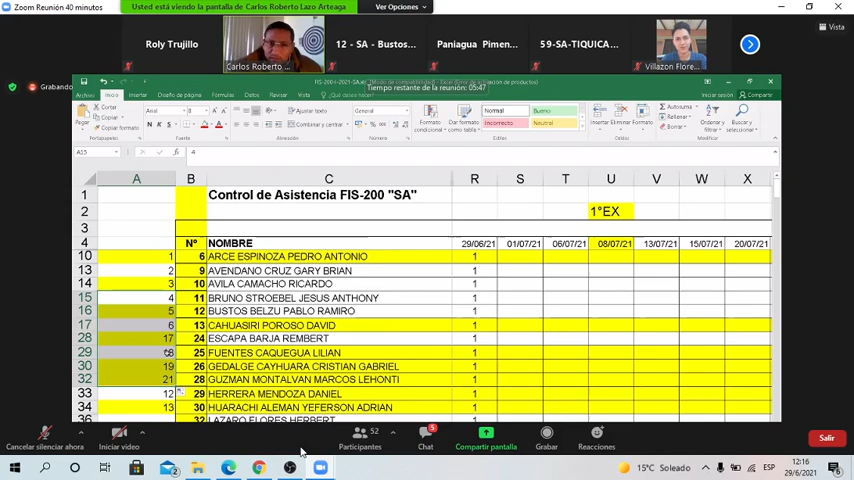 Zoom Reunión 40 minutos
Usted está viendo la pantalla de Carlos Roberto Lazo Arteaga
Ver Opciones
Vista
Roly Trujillo
Carlos Roberto ...
12 - SA - Bustos...
Paniagua Pimen...
59-SA-TIQUICA...
Villazon Flore...
Grabando
Tiempo restante de la reunión: 05:47
Archivo Inicio Insertar Diseño de página Fórmulas Datos Revisar Vista
Iniciar sesión Compartir
Pegar
Cortar
Copiar
Copiar formato
Arial
Ajustar texto
Combinar y centrar
General
Formato condicional
Dar formato como tabla
Normal Bueno
Incorrecto Neutral
Insertar Eliminar Formato
Autosuma
Rellenar
Borrar
Ordenar y
Buscar y
A15 4
A B C R S T U V W X
1 Control de Asistencia FIS-200 "SA"
2 1°EX
3
4 N° NOMBRE 29/06/21 01/07/21 06/07/21 08/07/21 13/07/21 15/07/21 20/07/21
10 1 6 ARCE ESPINOZA PEDRO ANTONIO 1
13 2 9 AVENDANO CRUZ GARY BRIAN 1
14 3 10 AVILA CAMACHO RICARDO 1
15 4 11 BRUNO STROEBEL JESUS ANTHONY 1
16 5 12 BUSTOS BELZU PABLO RAMIRO 1
17 6 13 CAHUASIRI POROSO DAVID 1
28 17 24 ESCAPA BARJA REMBERT 1
29 25 FUENTES CAQUEGUA LILIAN 1
30 19 26 GEDALGE CAYHUARA CRISTIAN GABRIEL 1
32 21 28 GUZMAN MONTALVAN MARCOS LEHONTI 1
33 12 29 HERRERA MENDOZA DANIEL 1
34 13 30 HUARACHI ALEMAN YEFERSON ADRIAN 1
36 32 LAZARO FLORES HERBERT 1
Cancelar silenciar ahora
Iniciar video
52
Participantes
5
Chat
Compartir pantalla
Grabar
Reacciones
Salir
15°C Soleado
ESP
12:16
29/6/2021
6